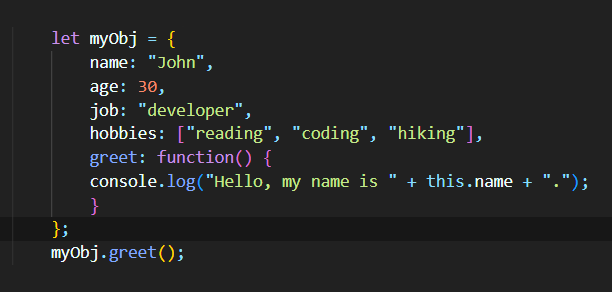 let myObj = {
    name: "John",
    age: 30,
    job: "developer",
    hobbies: ["reading", "coding", "hiking"],
    greet: function() {
    console.log("Hello, my name is " + this.name + ".");
    }
};
myObj.greet();